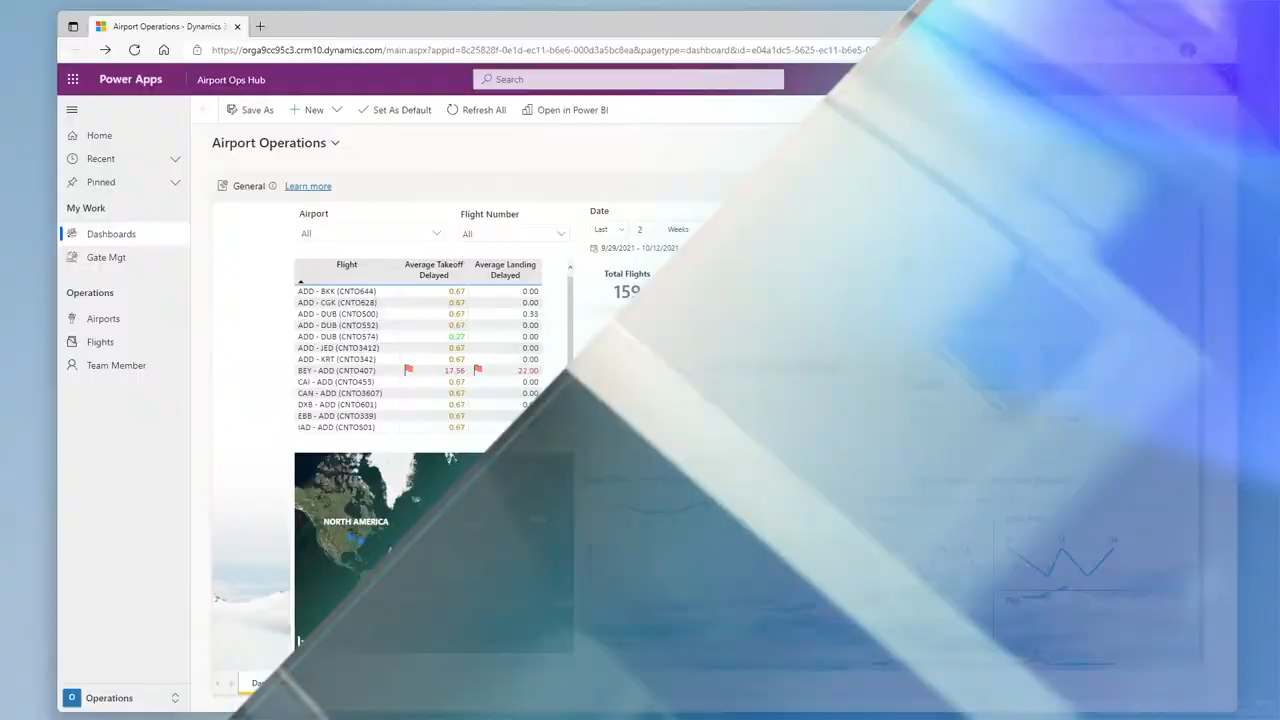 Airport Operations - Dynamics
https://orga9cc95c3.crm10.dynamics.com/main.aspx?appid=8c25828f-0e1d-ec11-b6e6-000d3a5bc8ea&pagetype=dashboard&id=e04a1dc5-5625-ec11-b6e5-0
Power Apps
Airport Ops Hub
Search
Save As
New
Set As Default
Refresh All
Open in Power BI
Home
Recent
Pinned
My Work
Dashboards
Gate Mgt
Operations
Airports
Flights
Team Member
O Operations
Airport Operations
General
Learn more
Airport
All
Flight Number
All
Date
Last 2 Weeks
9/29/2021 - 10/12/2021
Total Flights
159
Flight Average Takeoff Delayed Average Landing Delayed
ADD - BKK (CNTO644) 0.67 0.00
ADD - CGK (CNTO628) 0.67 0.00
ADD - DUB (CNTO500) 0.67 0.33
ADD - DUB (CNTO552) 0.67 0.00
ADD - DUB (CNTO574) 0.27 0.00
ADD - JED (CNTO3412) 0.67 0.00
ADD - KRT (CNTO342) 0.67 0.00
BEY - ADD (CNTO407) 17.56 22.00
CAI - ADD (CNTO453) 0.67 0.00
CAN - ADD (CNTO3607) 0.67 0.00
DXB - ADD (CNTO601) 0.67
EBB - ADD (CNTO339) 0.67
IAD - ADD (CNTO501) 0.67
NORTH AMERICA